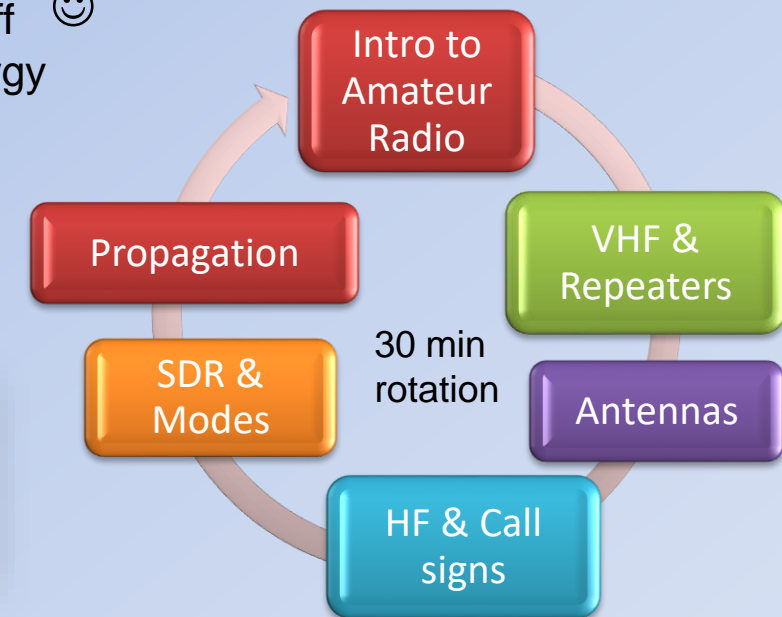 Intro to
Amateur
Radio
VHF &
Repeaters
Antennas
HF & Call
signs
SDR &
Modes
Propagation
30 min
rotation